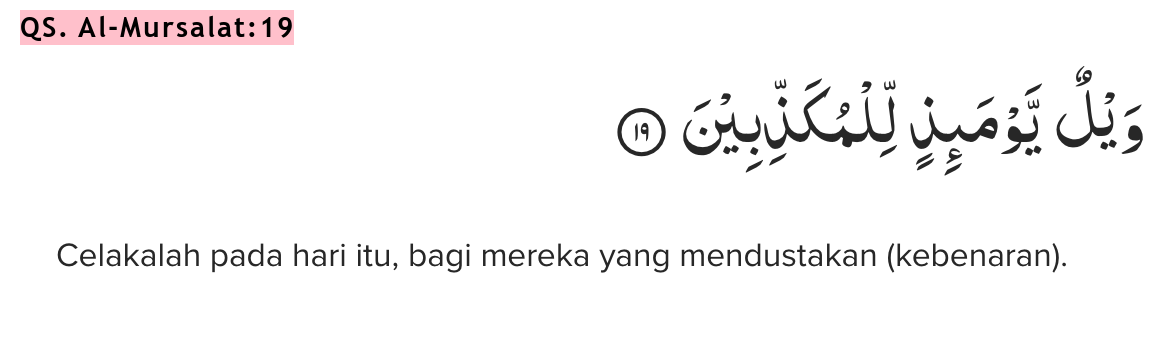 QS. Al-Mursalat:19
وَيْلٌ يَّوْمَىِٕذٍ لِّلْمُكَذِّبِيْنَ ١٩
Celakalah pada hari itu, bagi mereka yang mendustakan (kebenaran).